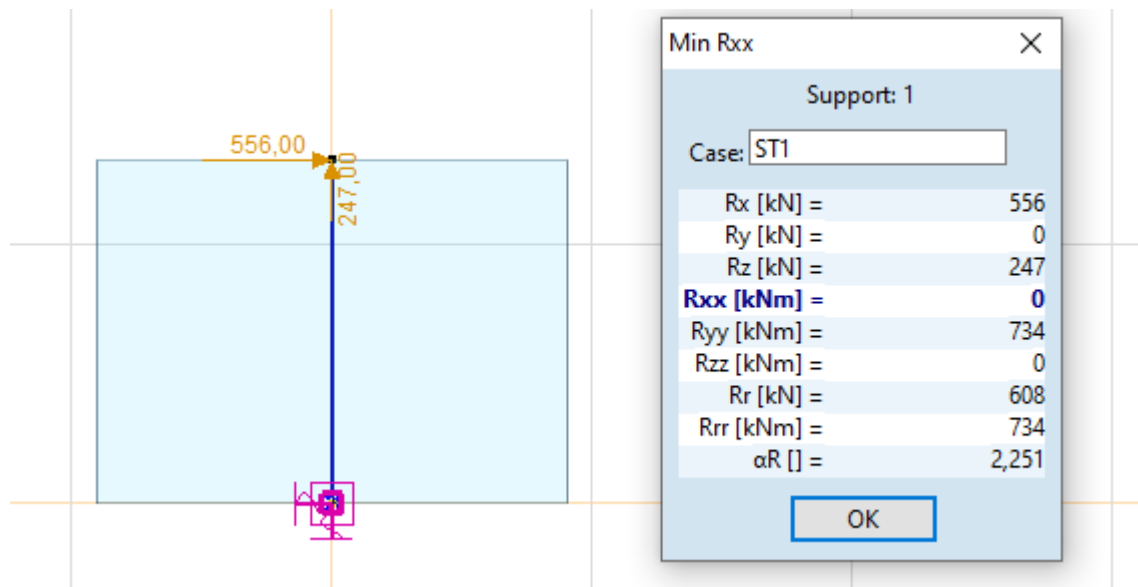 556,00
247,00
Min Rxx
Support: 1
Case: ST1
Rx [kN] = 556
Ry [kN] = 0
Rz [kN] = 247
Rxx [kNm] = 0
Ryy [kNm] = 734
Rzz [kNm] = 0
Rr [kN] = 608
Rrr [kNm] = 734
αR [] = 2,251
OK